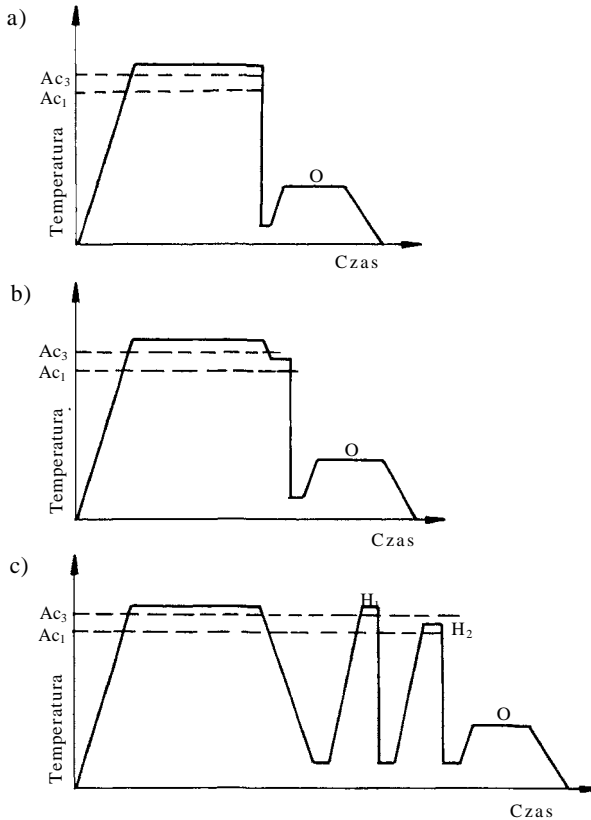 a)
Ac₃
Ac₁
Temperatura
O
Czas
b)
Ac₃
Ac₁
Temperatura
O
Czas
c)
H₁
Ac₃
Ac₁
H₂
Temperatura
O
Czas